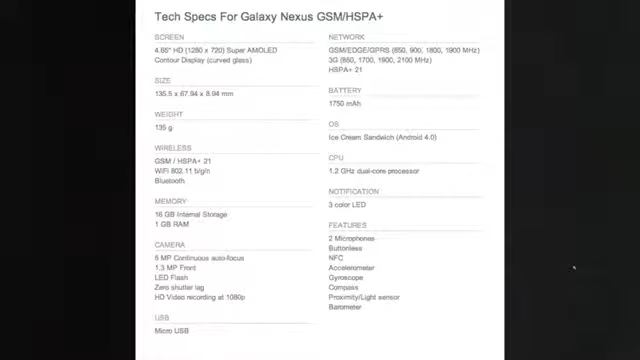 Tech Specs For Galaxy Nexus GSM/HSPA+
SCREEN
4.65" HD (1280 x 720) Super AMOLED
Contour Display (curved glass)
SIZE
135.5 x 67.94 x 8.94 mm
WEIGHT
135 g
WIRELESS
GSM / HSPA+ 21
WiFi 802.11 b/g/n
Bluetooth
MEMORY
16 GB Internal Storage
1 GB RAM
CAMERA
5 MP Continuous auto-focus
1.3 MP Front
LED Flash
Zero shutter lag
HD Video recording at 1080p
USB
Micro USB
NETWORK
GSM/EDGE/GPRS (850, 900, 1800, 1900 MHz)
3G (850, 1700, 1900, 2100 MHz)
HSPA+ 21
BATTERY
1750 mAh
OS
Ice Cream Sandwich (Android 4.0)
CPU
1.2 GHz dual-core processor
NOTIFICATION
3 color LED
FEATURES
2 Microphones
Buttonless
NFC
Accelerometer
Gyroscope
Compass
Proximity/Light sensor
Barometer